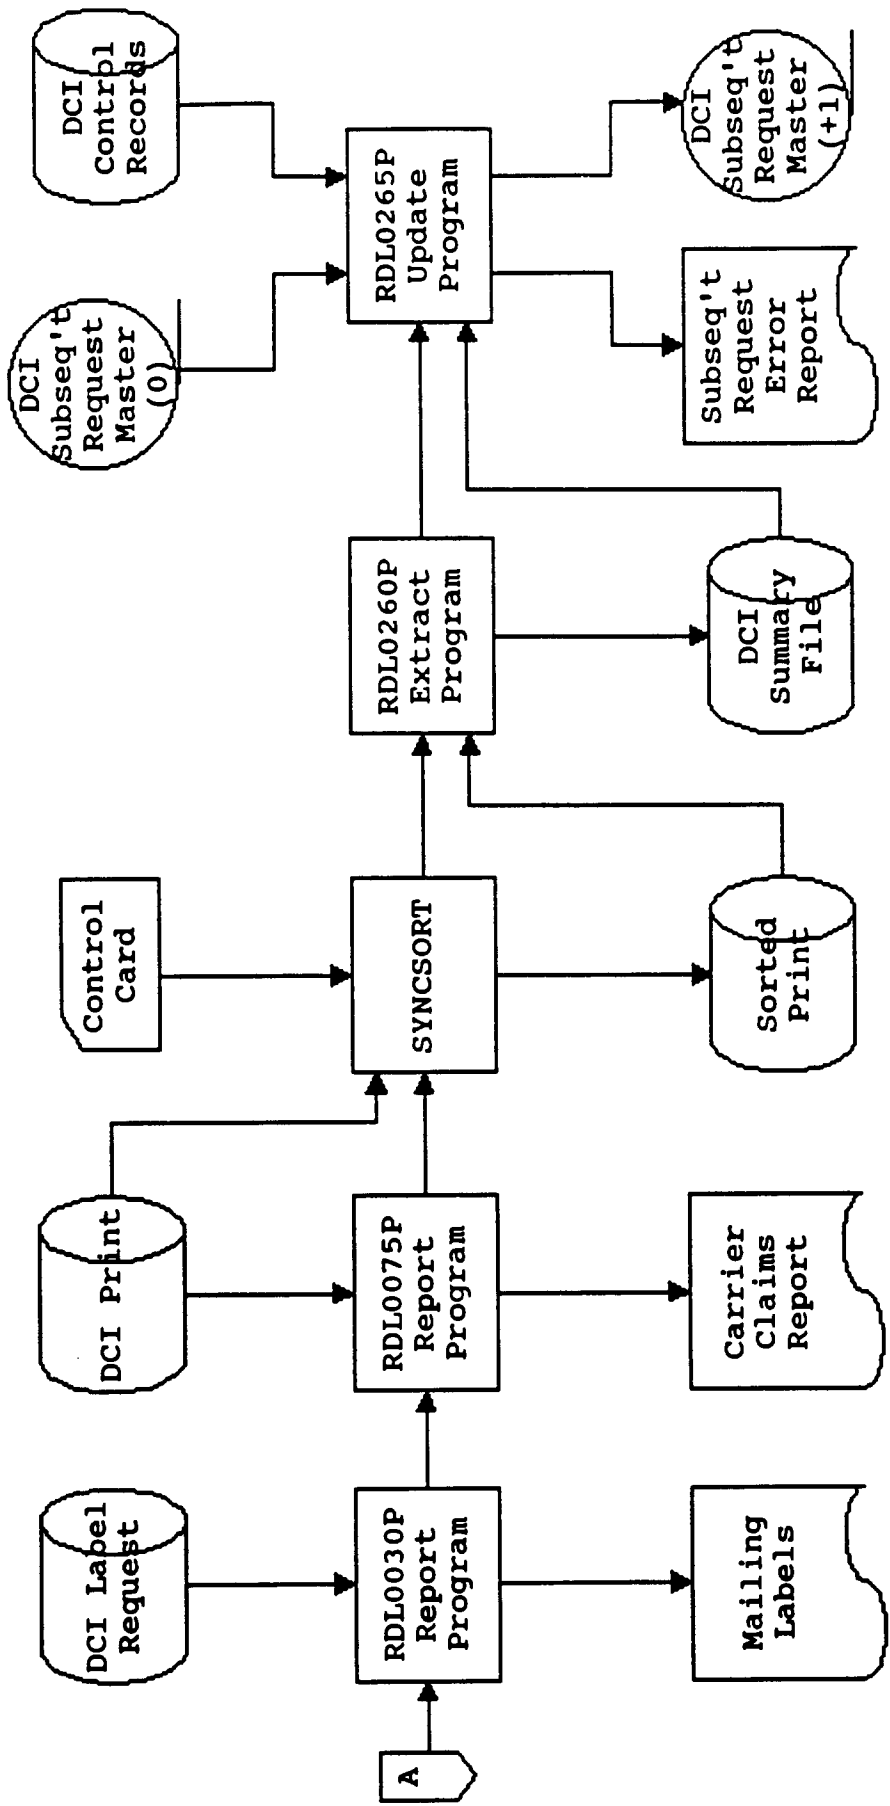 A
DCI Label
Request
RDL0030P
Report
Program
Mailing
Labels
DCI Print
RDL0075P
Report
Program
Carrier
Claims
Report
Control
Card
SYNCSORT
Sorted
Print
RDL0260P
Extract
Program
DCI
Summary
File
DCI
Subseq't
Request
Master
(0)
DCI
Control
Records
RDL0265P
Update
Program
Subseq't
Request
Error
Report
DCI
Subseq't
Request
Master
(+1)